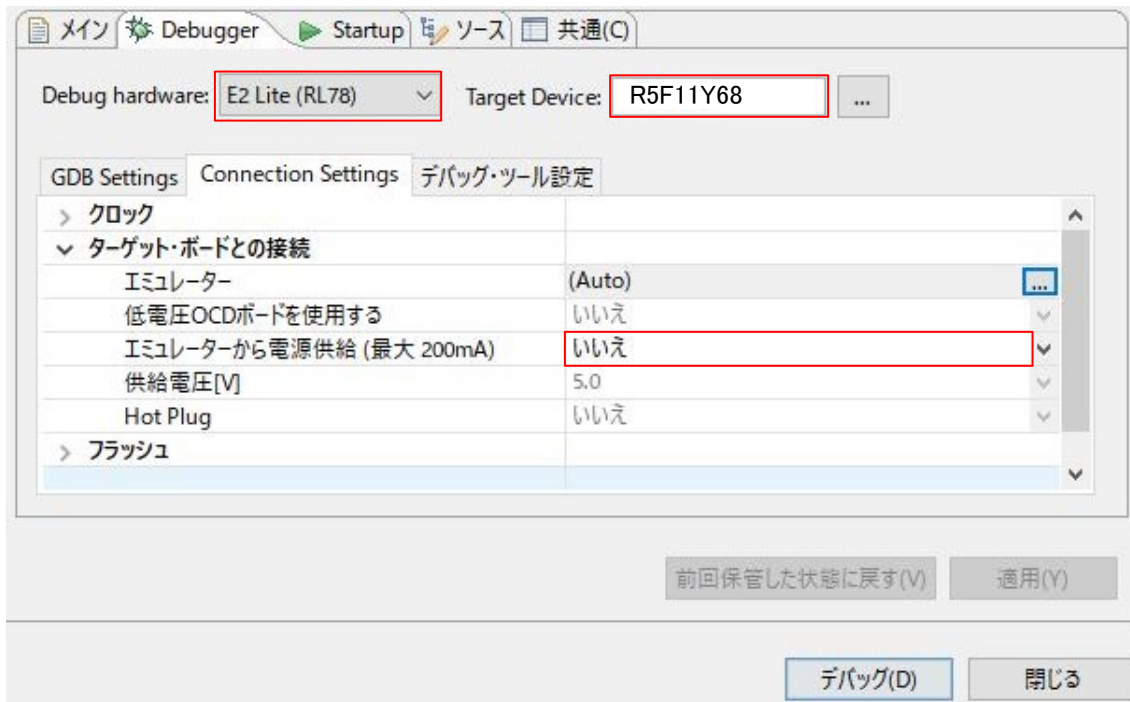 メイン Debugger Startup ソース 共通(C)
Debug hardware: E2 Lite (RL78) Target Device: R5F11Y68 ...
GDB Settings Connection Settings デバッグ・ツール設定
クロック
ターゲット・ボードとの接続
エミュレーター (Auto) ...
低電圧OCDボードを使用する いいえ
エミュレーターから電源供給 (最大 200mA) いいえ
供給電圧[V] 5.0
Hot Plug いいえ
フラッシュ
前回保管した状態に戻す(V) 適用(Y)
デバッグ(D) 閉じる